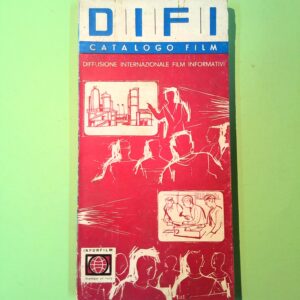 DIFI
CATALOGO FILM
DIFFUSIONE INTERNAZIONALE FILM INFORMATIVI
INFORFILM